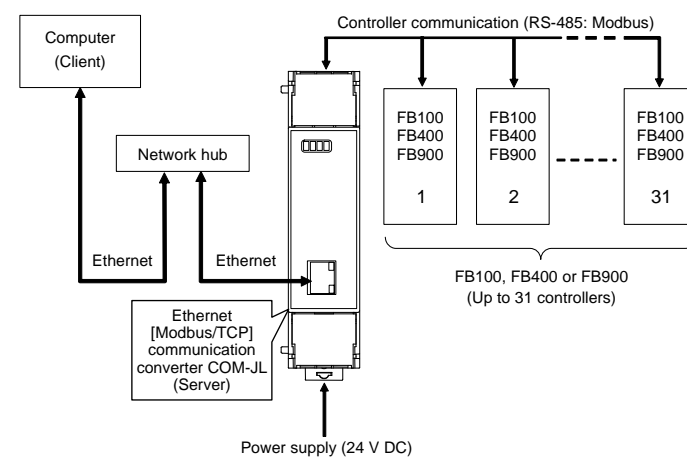 Controller communication (RS-485: Modbus)
Computer
(Client)
Network hub
Ethernet
Ethernet
FB100
FB400
FB900
1
FB100
FB400
FB900
2
FB100
FB400
FB900
31
FB100, FB400 or FB900
(Up to 31 controllers)
Ethernet
[Modbus/TCP]
communication
converter COM-JL
(Server)
Power supply (24 V DC)